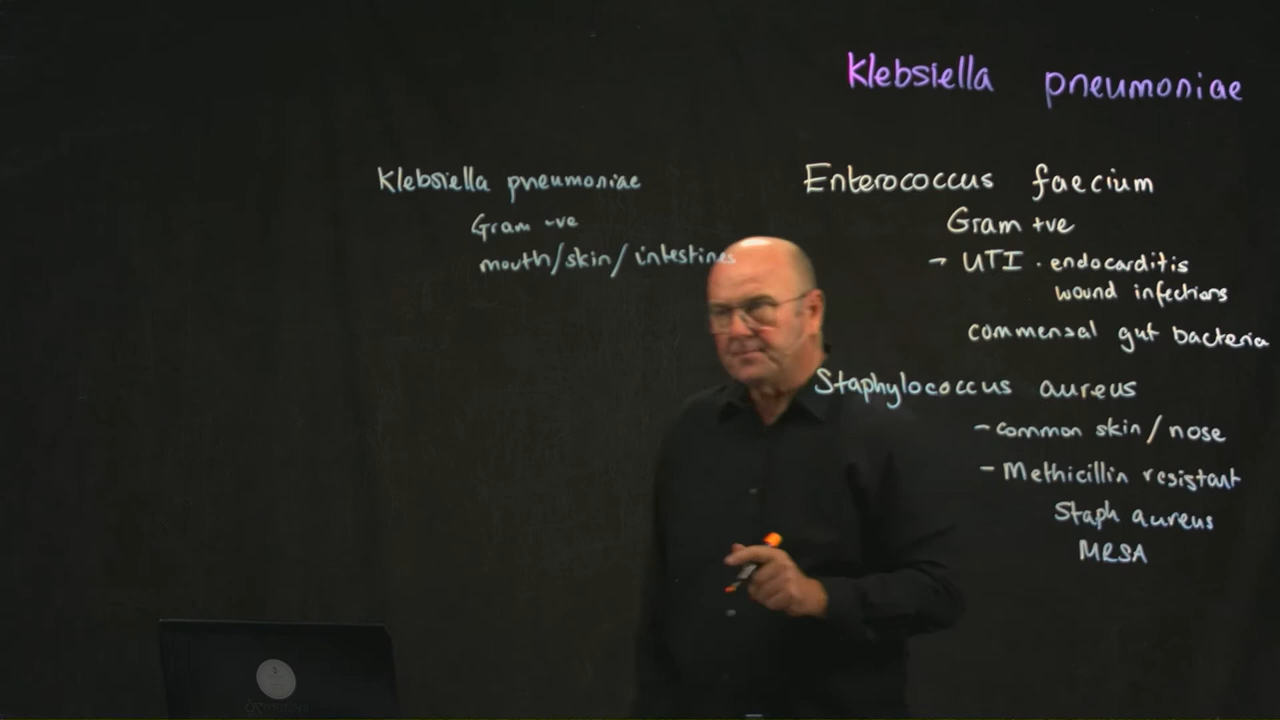 Klebsiella pneumoniae
Klebsiella pneumoniae
Gram -ve
mouth/skin/intestines
Enterococcus faecium
Gram +ve
- UTI . endocarditis
wound infections
commensal gut bacteria
Staphylococcus aureus
- common skin/nose
- Methicillin resistant
Staph aureus
MRSA